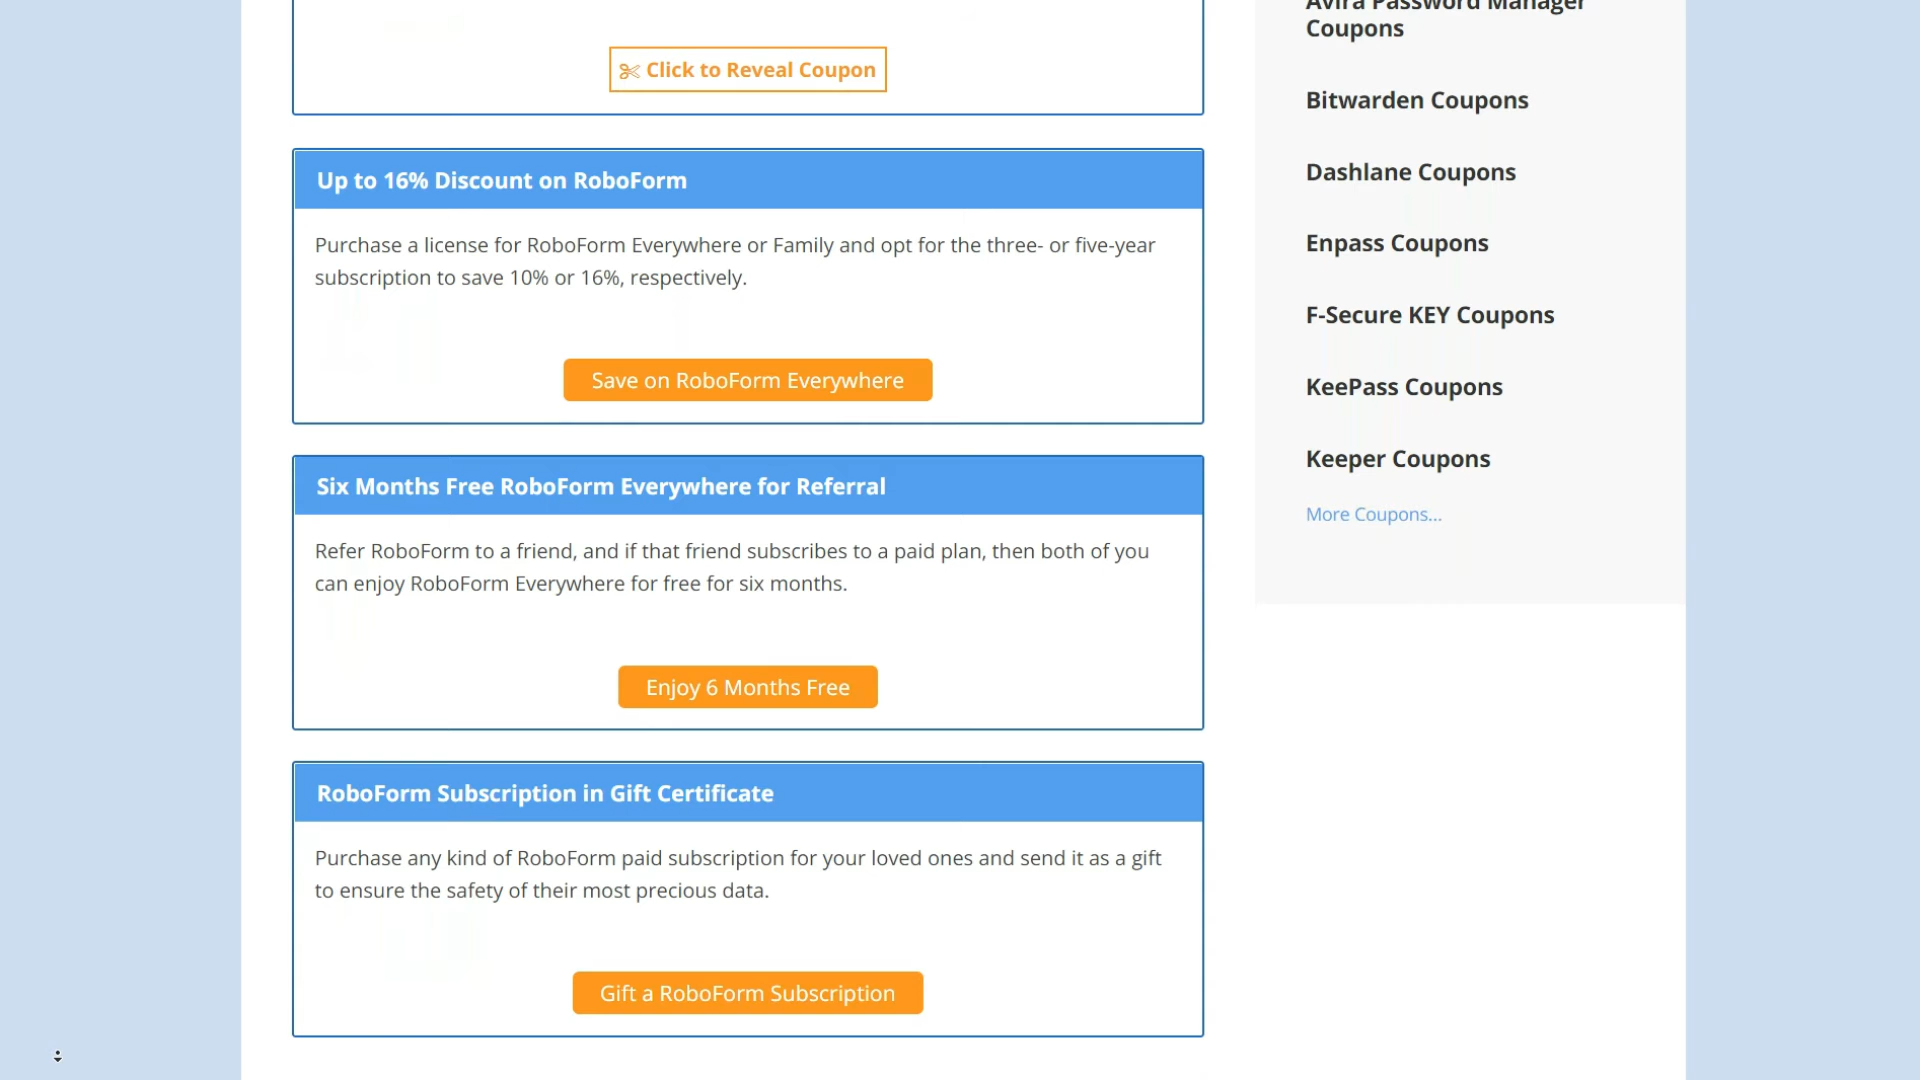 Click to Reveal Coupon
Up to 16% Discount on RoboForm
Purchase a license for RoboForm Everywhere or Family and opt for the three- or five-year
subscription to save 10% or 16%, respectively.
Save on RoboForm Everywhere
Six Months Free RoboForm Everywhere for Referral
Refer RoboForm to a friend, and if that friend subscribes to a paid plan, then both of you
can enjoy RoboForm Everywhere for free for six months.
Enjoy 6 Months Free
RoboForm Subscription in Gift Certificate
Purchase any kind of RoboForm paid subscription for your loved ones and send it as a gift
to ensure the safety of their most precious data.
Gift a RoboForm Subscription
Avira Password Manager
Coupons
Bitwarden Coupons
Dashlane Coupons
Enpass Coupons
F-Secure KEY Coupons
KeePass Coupons
Keeper Coupons
More Coupons...